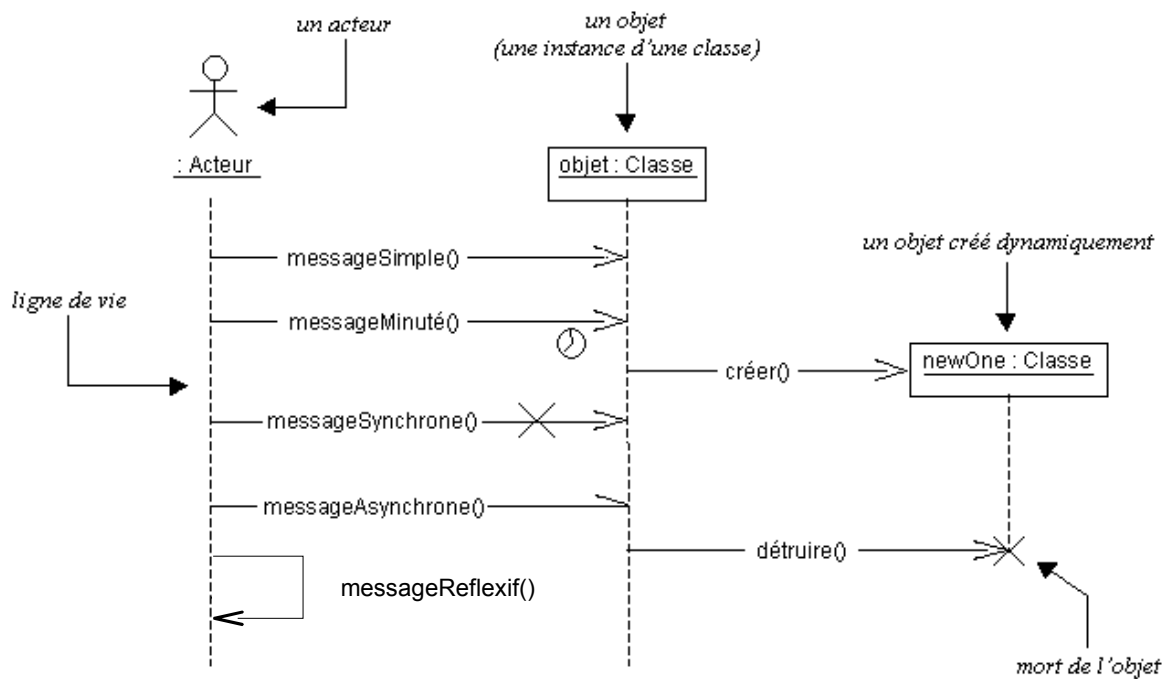 un acteur
un objet
(une instance d'une classe)
: Acteur
objet : Classe
messageSimple()
un objet créé dynamiquement
ligne de vie
messageMinuté()
newOne : Classe
créer()
messageSynchrone()
messageAsynchrone()
détruire()
messageReflexif()
mort de l'objet